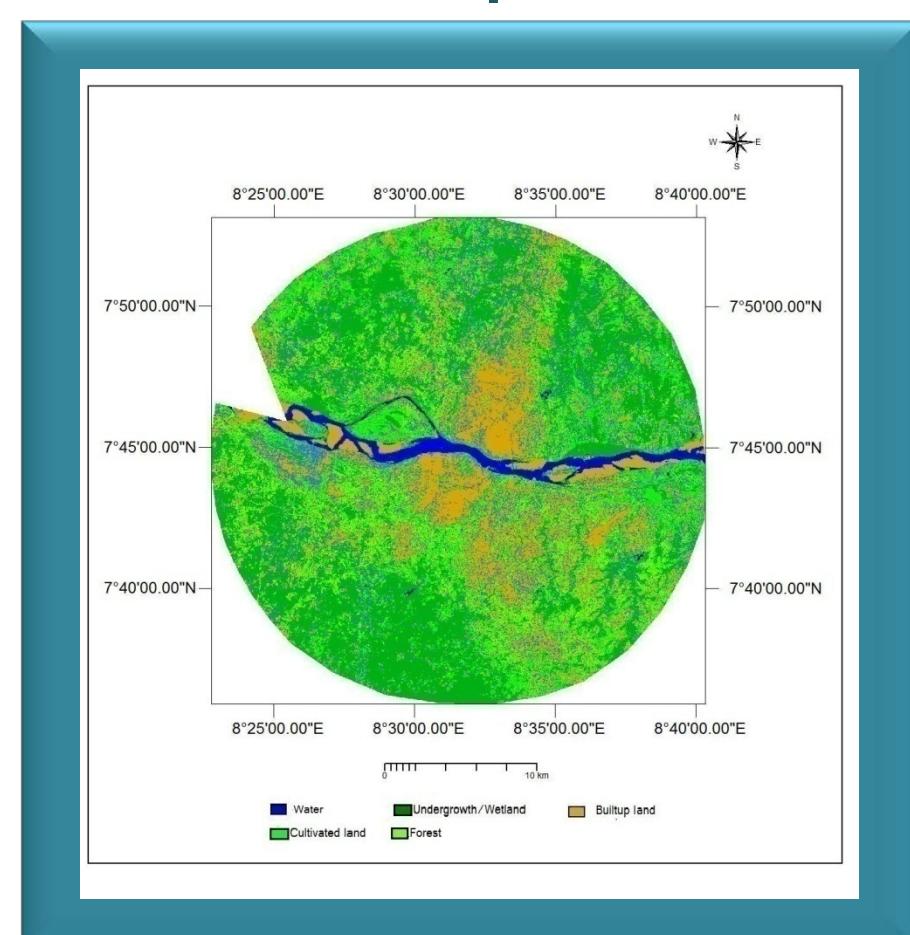 N
W E
S
8°25'00.00"E 8°30'00.00"E 8°35'00.00"E 8°40'00.00"E
7°50'00.00"N 7°50'00.00"N
7°45'00.00"N 7°45'00.00"N
7°40'00.00"N 7°40'00.00"N
8°25'00.00"E 8°30'00.00"E 8°35'00.00"E 8°40'00.00"E
0 10 km
Water Undergrowth/Wetland Builtup land
Cultivated land Forest